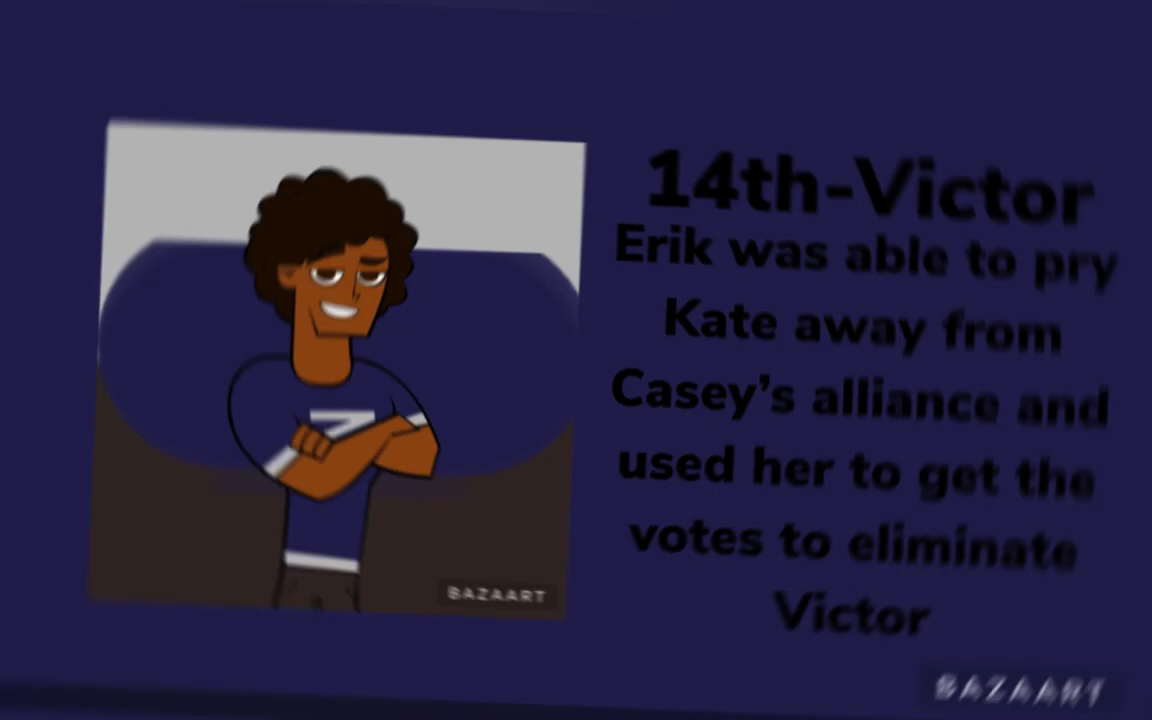 14th-Victor
Erik was able to pry
Kate away from
Casey's alliance and
used her to get the
votes to eliminate
Victor
BAZAART
BAZAART